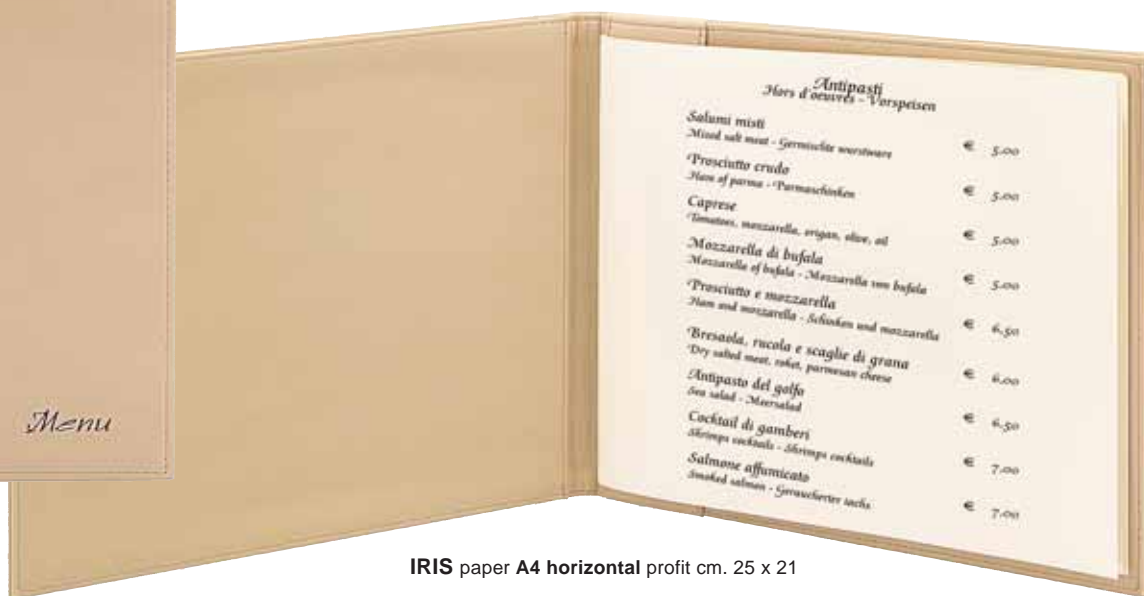 Menu
Antipasti
Hors d'oeuvres - Vorspeisen
Salumi misti
Mixed salt meat - Germischte wurstware € 5.00
Prosciutto crudo
Ham of parma - Parmaschinken € 5.00
Caprese
Tomatoes, mozzarella, origan, olive, oil € 5.00
Mozzarella di bufala
Mozzarella of bufala - Mozzarella von bufela € 5.00
Prosciutto e mozzarella
Ham and mozzarella - Schinken und mozzarella € 6,50
Bresaola, rucola e scaglie di grana
Dry salted meat, roket, parmesan cheese € 6.00
Antipasto del golfo
Sea salad - Meersalad € 6,50
Cocktail di gamberi
Shrimps cocktails - Shrimps cocktails € 7.00
Salmone affumicato
Smoked salmon - Geraucherter sachs € 7.00
IRIS paper A4 horizontal profit cm. 25 x 21